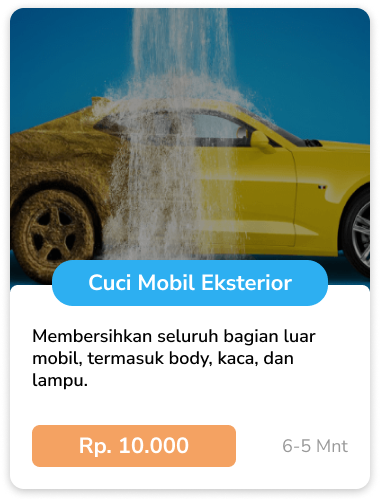 Cuci Mobil Eksterior
Membersihkan seluruh bagian luar
mobil, termasuk body, kaca, dan
lampu.
Rp. 10.000
6-5 Mnt